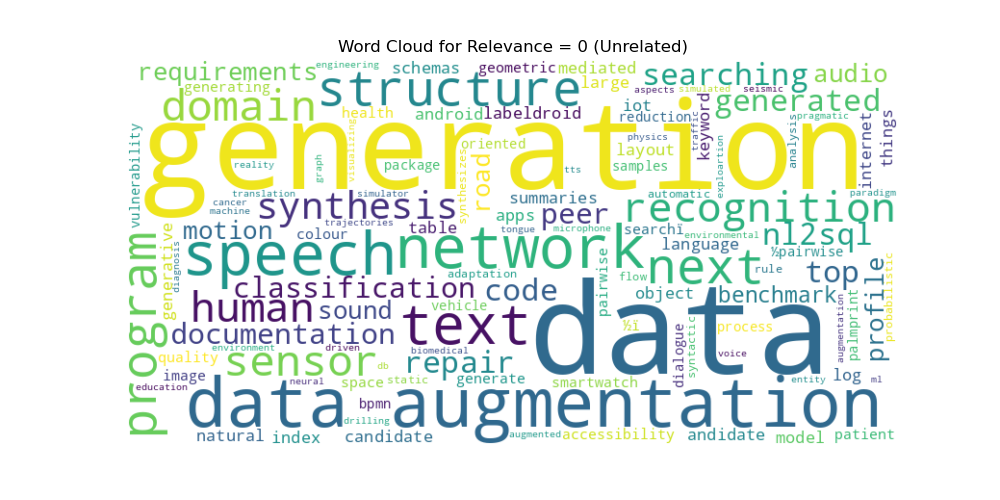 Word Cloud for Relevance = 0 (Unrelated)
engineering
schemas
geometric
mediated
requirements
structure
large
searching
aspects
simulated
seismic
audio
generating
domain
health
android
labeldroid
iot
reduction
keyword
generated
pragmatic
generation
vulnerability
visualizing
oriented
physics
traffic
layout
analysis
internet
things
reality
graph
package
synthesizes
road
tts
samples
exploartion
translation
cancer
machine
simulator
summaries
automatic
paradigm
synthesis
trajectories
apps
peer
recognition
motion
colour
table
tongue
microphone
searchï
environmental
nl2sql
program
generative
diagnosis
speech
network
language
½pairwise
adaptation
pairwise
flow
next
rule
top
profile
probabilistic
classification
code
object
benchmark
human
sound
vehicle
text
data
½ï
process
augmentation
palmprint
documentation
dialogue
syntactic
voice
quality
environment
driven
biomedical
sensor
db
repair
image
education
neural
space
static
generate
smartwatch
entity
log
ml
data augmentation
bpmn
drilling
natural
index
candidate
augmented
accessibility
andidate
model
patient